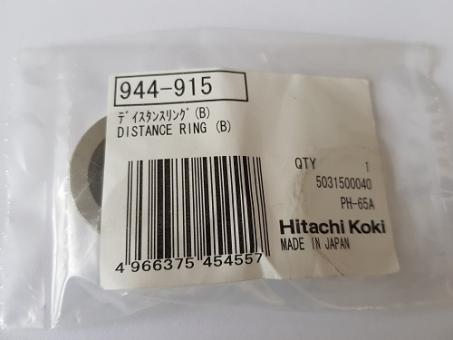 944-915
ﾃﾞｲｽﾀﾝｽﾘﾝｸﾞ(B)
DISTANCE RING (B)
QTY 1
5031500040
PH-65A
Hitachi Koki
MADE IN JAPAN
4 966375 454557